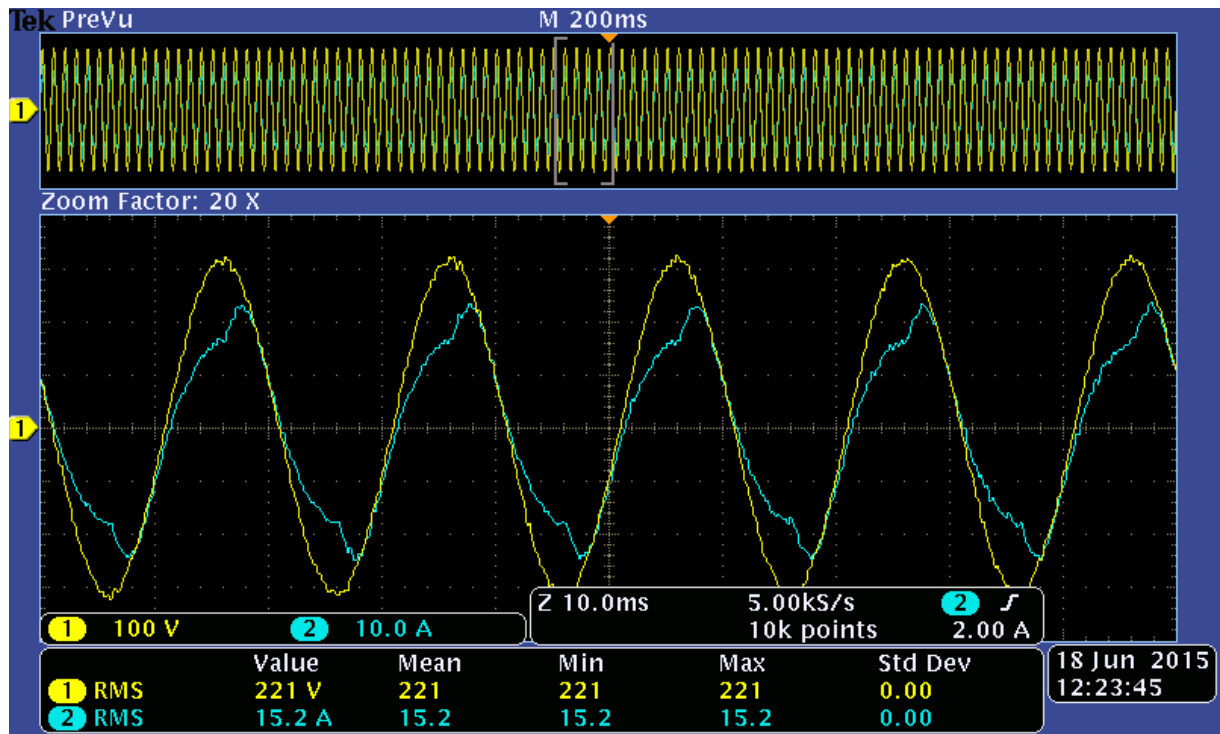 Tek PreVu M 200ms
1
Zoom Factor: 20 X
1
Z 10.0ms 5.00kS/s 2
10k points 2.00 A
1 100 V 2 10.0 A
Value Mean Min Max Std Dev
1 RMS 221 V 221 221 221 0.00
2 RMS 15.2 A 15.2 15.2 15.2 0.00
18 Jun 2015
12:23:45